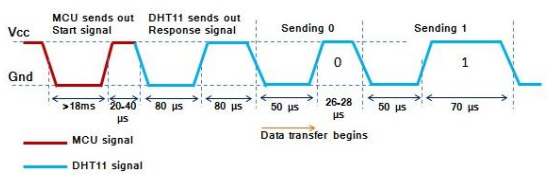 MCU sends out
Start signal
DHT11 sends out
Response signal
Sending 0
Sending 1
Vcc
0
1
Gnd
>18ms
20-40
µs
80 µs
80 µs
50 µs
26-28
µs
50 µs
70 µs
Data transfer begins
MCU signal
DHT11 signal